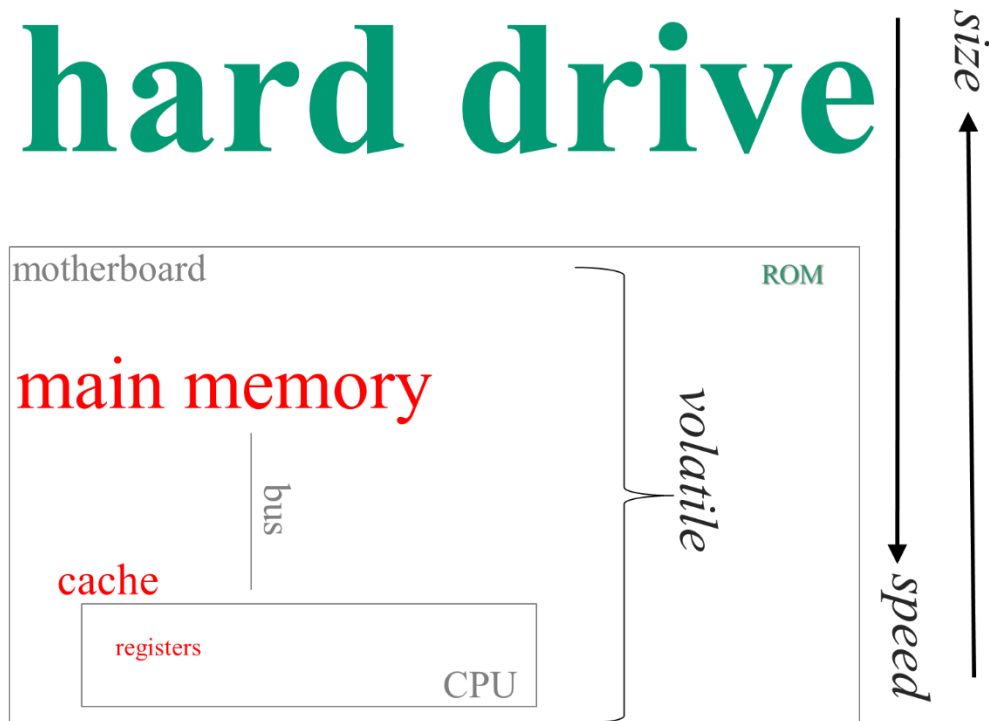 hard drive
size
motherboard
ROM
main memory
volatile
bus
cache
speed
registers
CPU